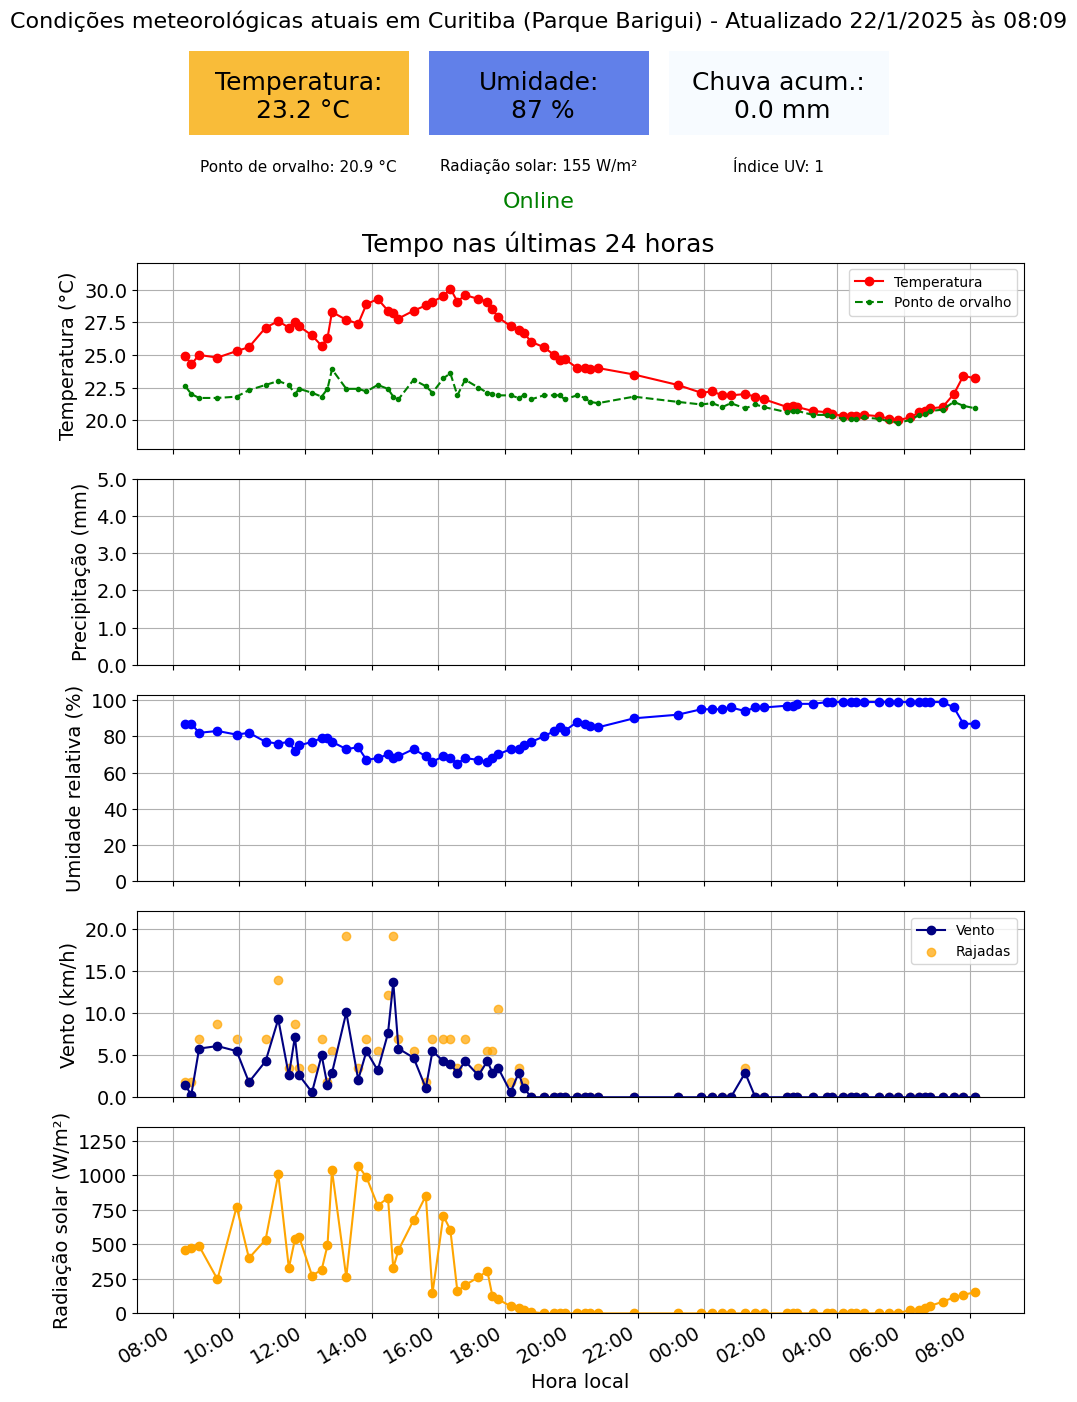 Condições meteorológicas atuais em Curitiba (Parque Barigui) - Atualizado 22/1/2025 às 08:09
Temperatura:
23.2 °C
Umidade:
87 %
Chuva acum.:
0.0 mm
Ponto de orvalho: 20.9 °C
Radiação solar: 155 W/m²
Índice UV: 1
Online
Tempo nas últimas 24 horas
Temperatura (°C)
30.0
27.5
25.0
22.5
20.0
Temperatura
Ponto de orvalho
Precipitação (mm)
5.0
4.0
3.0
2.0
1.0
0.0
Umidade relativa (%)
100
80
60
40
20
0
Vento (km/h)
20.0
15.0
10.0
5.0
0.0
Vento
Rajadas
Radiação solar (W/m²)
1250
1000
750
500
250
0
08:00
10:00
12:00
14:00
16:00
18:00
20:00
22:00
00:00
02:00
04:00
06:00
08:00
Hora local